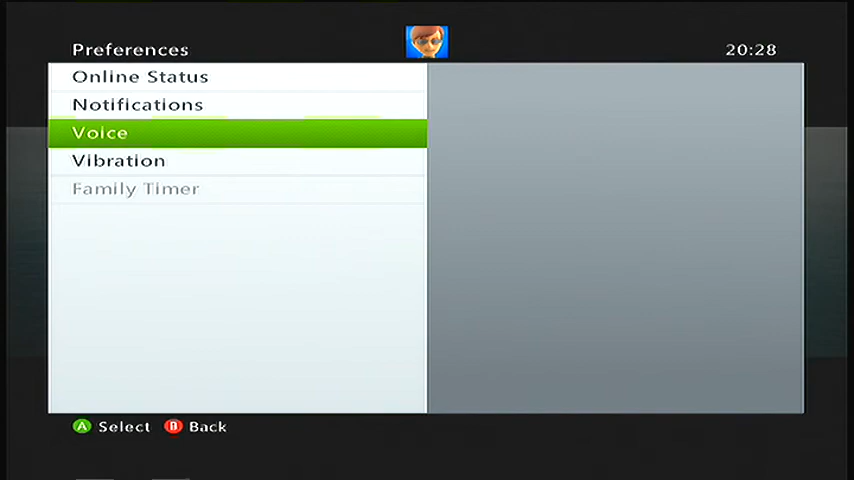 Preferences
20:28
Online Status
Notifications
Voice
Vibration
Family Timer
A Select B Back